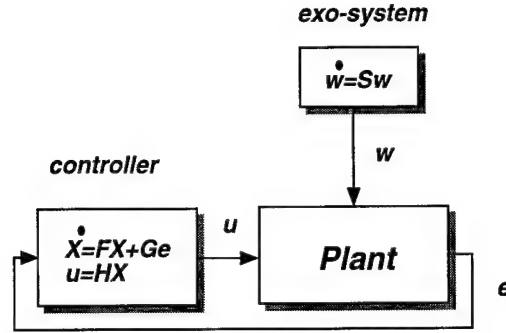 exo-system
ẇ=Sw
w
controller
Ẋ=FX+Ge
u=HX
u
Plant
e